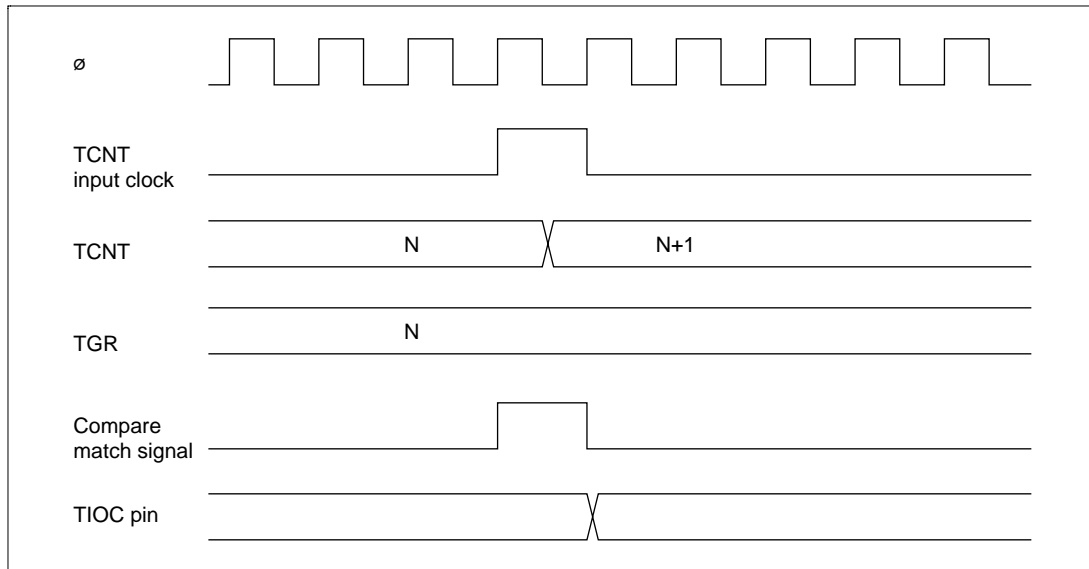 ø
TCNT
input clock
TCNT
N
N+1
TGR
N
Compare
match signal
TIOC pin